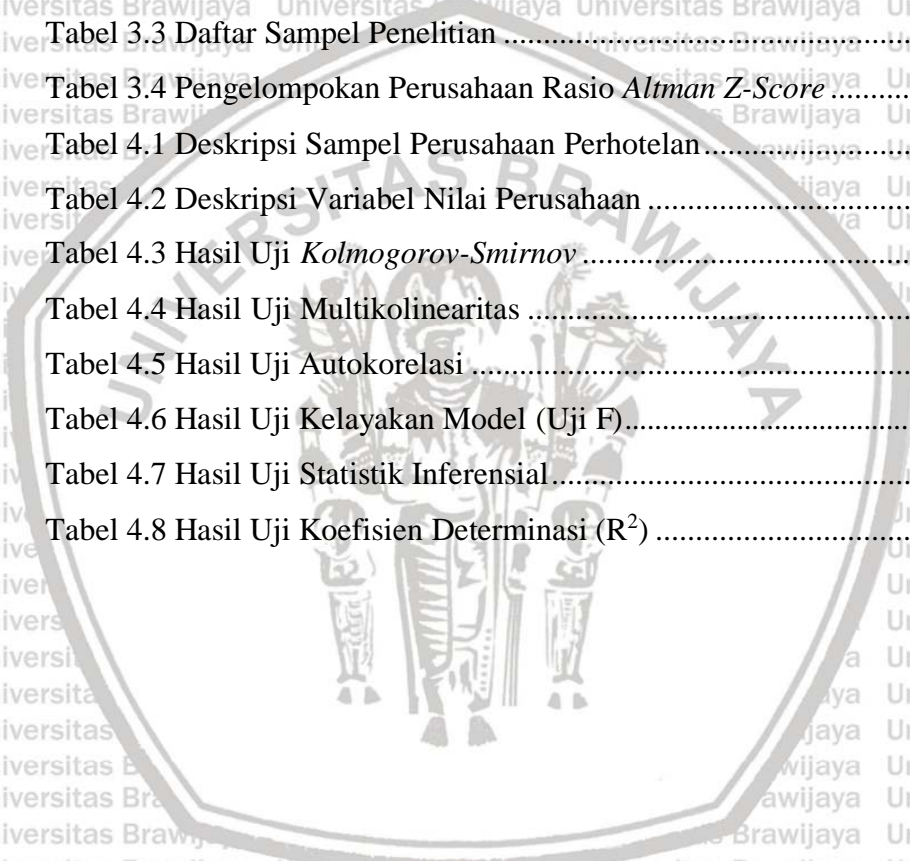 Tabel 3.3 Daftar Sampel Penelitian ....................................................
Tabel 3.4 Pengelompokan Perusahaan Rasio Altman Z-Score ..........
Tabel 4.1 Deskripsi Sampel Perusahaan Perhotelan ..........................
Tabel 4.2 Deskripsi Variabel Nilai Perusahaan .................................
Tabel 4.3 Hasil Uji Kolmogorov-Smirnov .........................................
Tabel 4.4 Hasil Uji Multikolinearitas ................................................
Tabel 4.5 Hasil Uji Autokorelasi .......................................................
Tabel 4.6 Hasil Uji Kelayakan Model (Uji F) ....................................
Tabel 4.7 Hasil Uji Statistik Inferensial .............................................
Tabel 4.8 Hasil Uji Koefisien Determinasi (R²) ................................
UNIVERSITAS BRAWIJAYA